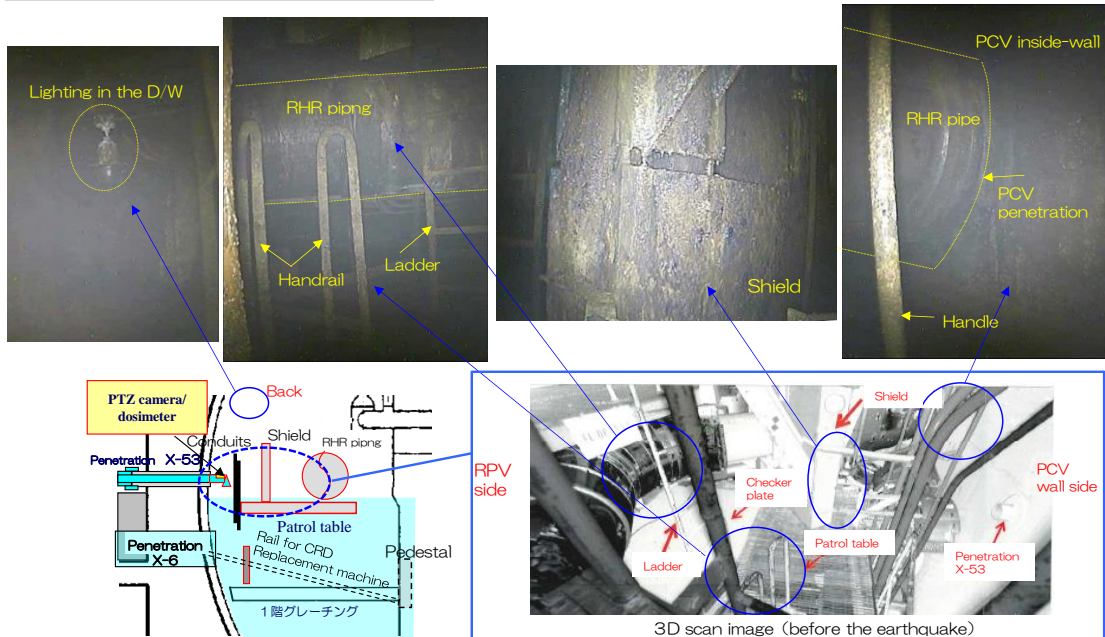 Lighting in the D/W
RHR pipng
Handrail
Ladder
Shield
PCV inside-wall
RHR pipe
PCV
penetration
Handle
PTZ camera/
dosimeter
Back
Conduits
Shield
RHR pipng
Penetration X-53
Patrol table
Penetration
X-6
Rail for CRD
Replacement machine
Pedestal
1階グレーチング
RPV
side
Shield
Checker
plate
Patrol table
Ladder
PCV
wall side
Penetration
X-53
3D scan image (before the earthquake)